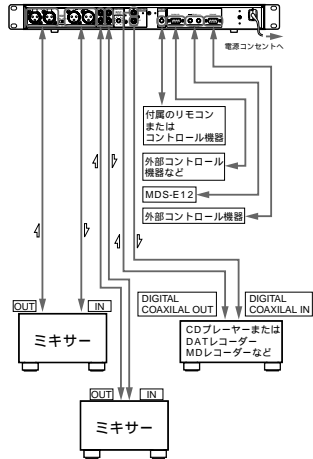 電源コンセントへ
付属のリモコン
または
コントロール機器
外部コントロール
機器など
MDS-E12
外部コントロール機器
OUT
IN
DIGITAL
COAXILAL OUT
DIGITAL
COAXILAL IN
ミキサー
CDプレーヤーまたは
DATレコーダー
MDレコーダーなど
OUT
IN
ミキサー